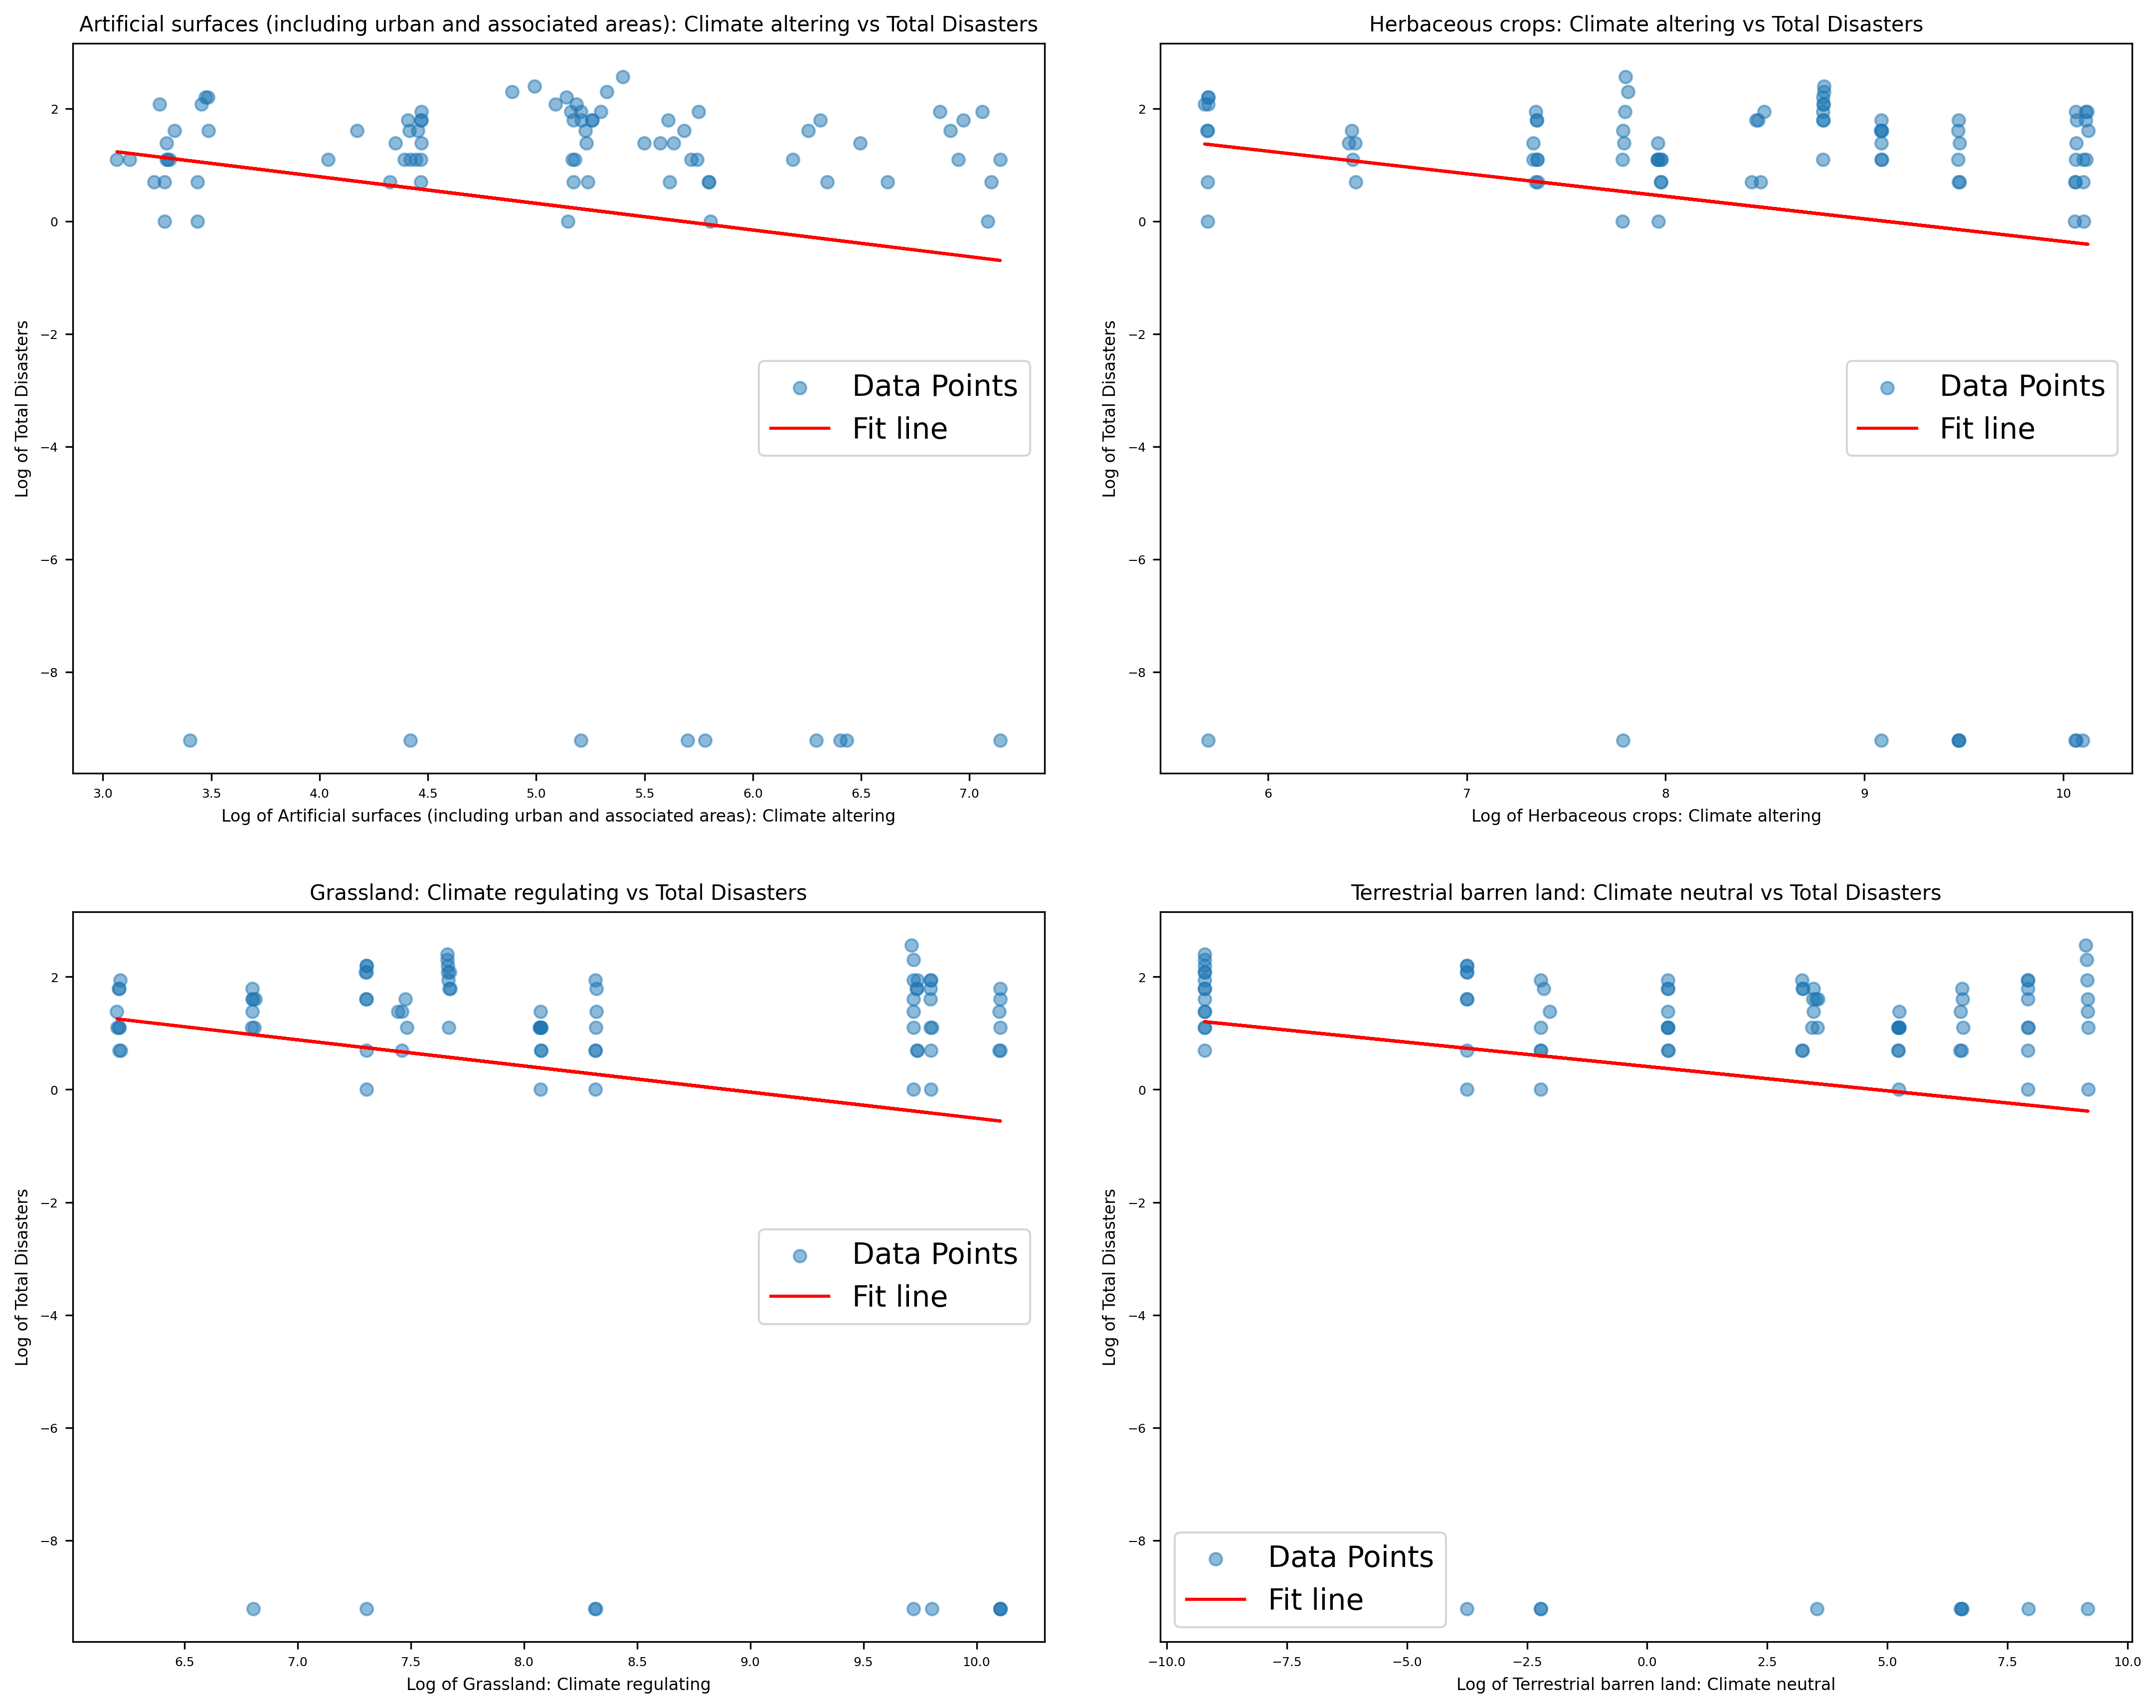 Artificial surfaces (including urban and associated areas): Climate altering vs Total Disasters
Log of Total Disasters
2
0
−2
−4
−6
−8
Data Points
Fit line
3.0 3.5 4.0 4.5 5.0 5.5 6.0 6.5 7.0
Log of Artificial surfaces (including urban and associated areas): Climate altering
Herbaceous crops: Climate altering vs Total Disasters
Log of Total Disasters
2
0
−2
−4
−6
−8
Data Points
Fit line
6 7 8 9 10
Log of Herbaceous crops: Climate altering
Grassland: Climate regulating vs Total Disasters
Log of Total Disasters
2
0
−2
−4
−6
−8
Data Points
Fit line
6.5 7.0 7.5 8.0 8.5 9.0 9.5 10.0
Log of Grassland: Climate regulating
Terrestrial barren land: Climate neutral vs Total Disasters
Log of Total Disasters
2
0
−2
−4
−6
−8
Data Points
Fit line
−10.0 −7.5 −5.0 −2.5 0.0 2.5 5.0 7.5 10.0
Log of Terrestrial barren land: Climate neutral